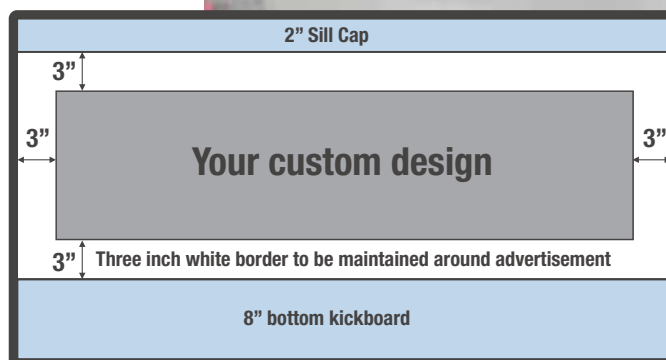 2” Sill Cap
3”
3” Your custom design 3”
3” Three inch white border to be maintained around advertisement
8” bottom kickboard